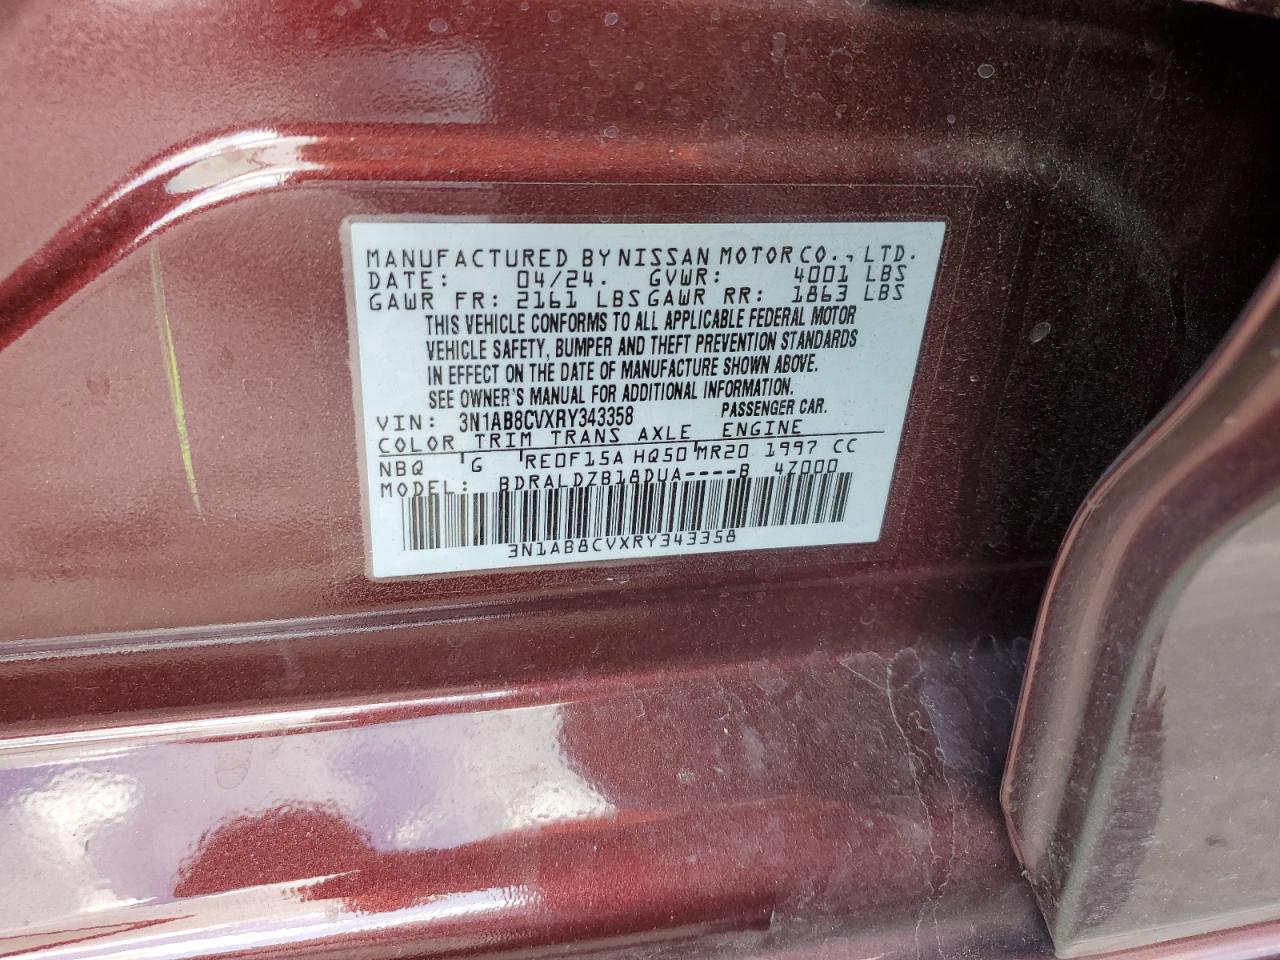 MANUFACTURED BY NISSAN MOTOR CO., LTD.
DATE: 04/24. GVWR: 4001 LBS
GAWR FR: 2161 LBS GAWR RR: 1863 LBS
THIS VEHICLE CONFORMS TO ALL APPLICABLE FEDERAL MOTOR
VEHICLE SAFETY, BUMPER AND THEFT PREVENTION STANDARDS
IN EFFECT ON THE DATE OF MANUFACTURE SHOWN ABOVE.
SEE OWNER'S MANUAL FOR ADDITIONAL INFORMATION.
VIN: 3N1AB8CVXRY343358 PASSENGER CAR.
COLOR TRIM TRANS AXLE ENGINE
NBQ G RE0F15A HQ50 MR20 1997 CC
MODEL: BDRALDZB18DUA----B 4Z000
3N1AB8CVXRY343358